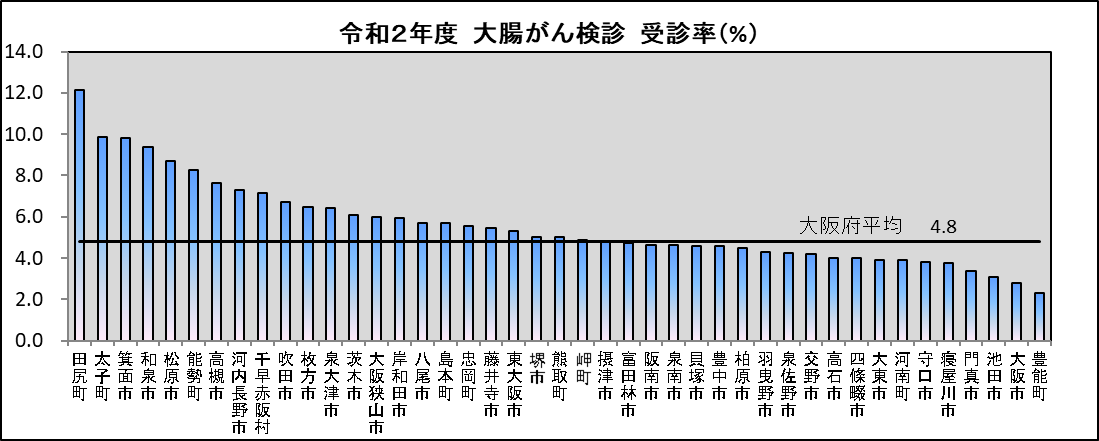 令和2年度 大腸がん検診 受診率(%)
14.0
12.0
10.0
8.0
6.0
4.0
2.0
0.0
大阪府平均 4.8
田尻町
太子町
箕面市
和泉市
松原市
能勢町
高槻市
河内長野市
千早赤阪村
吹田市
枚方市
泉大津市
茨木市
大阪狭山市
岸和田市
八尾市
島本町
忠岡町
藤井寺市
東大阪市
堺市
熊取町
岬町
摂津市
富田林市
阪南市
泉南市
貝塚市
豊中市
柏原市
羽曳野市
泉佐野市
交野市
高石市
四條畷市
大東市
河南町
守口市
寝屋川市
門真市
池田市
大阪市
豊能町